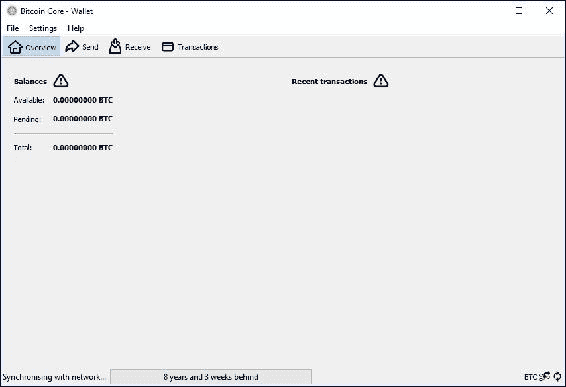 Bitcoin Core - Wallet
File Settings Help
Overview Send Receive Transactions
Balances Recent transactions
Available: 0.00000000 BTC
Pending: 0.00000000 BTC
Total: 0.00000000 BTC
Synchronising with network... 8 years and 3 weeks behind BTC